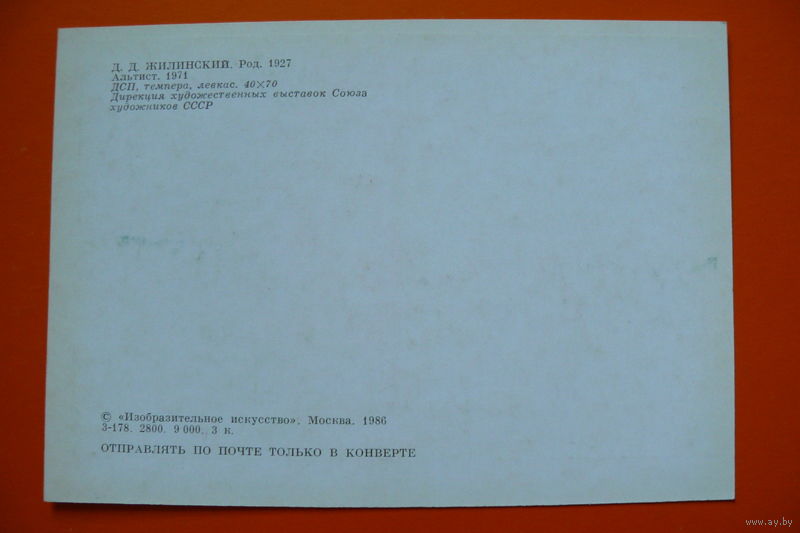 Д. Д. ЖИЛИНСКИЙ. Род. 1927
Альтист. 1971
ДСП, темпера, левкас. 40×70
Дирекция художественных выставок Союза
художников СССР
© «Изобразительное искусство». Москва. 1986
3-178. 2800. 9 000. 3 к.
ОТПРАВЛЯТЬ ПО ПОЧТЕ ТОЛЬКО В КОНВЕРТЕ
www.ay.by